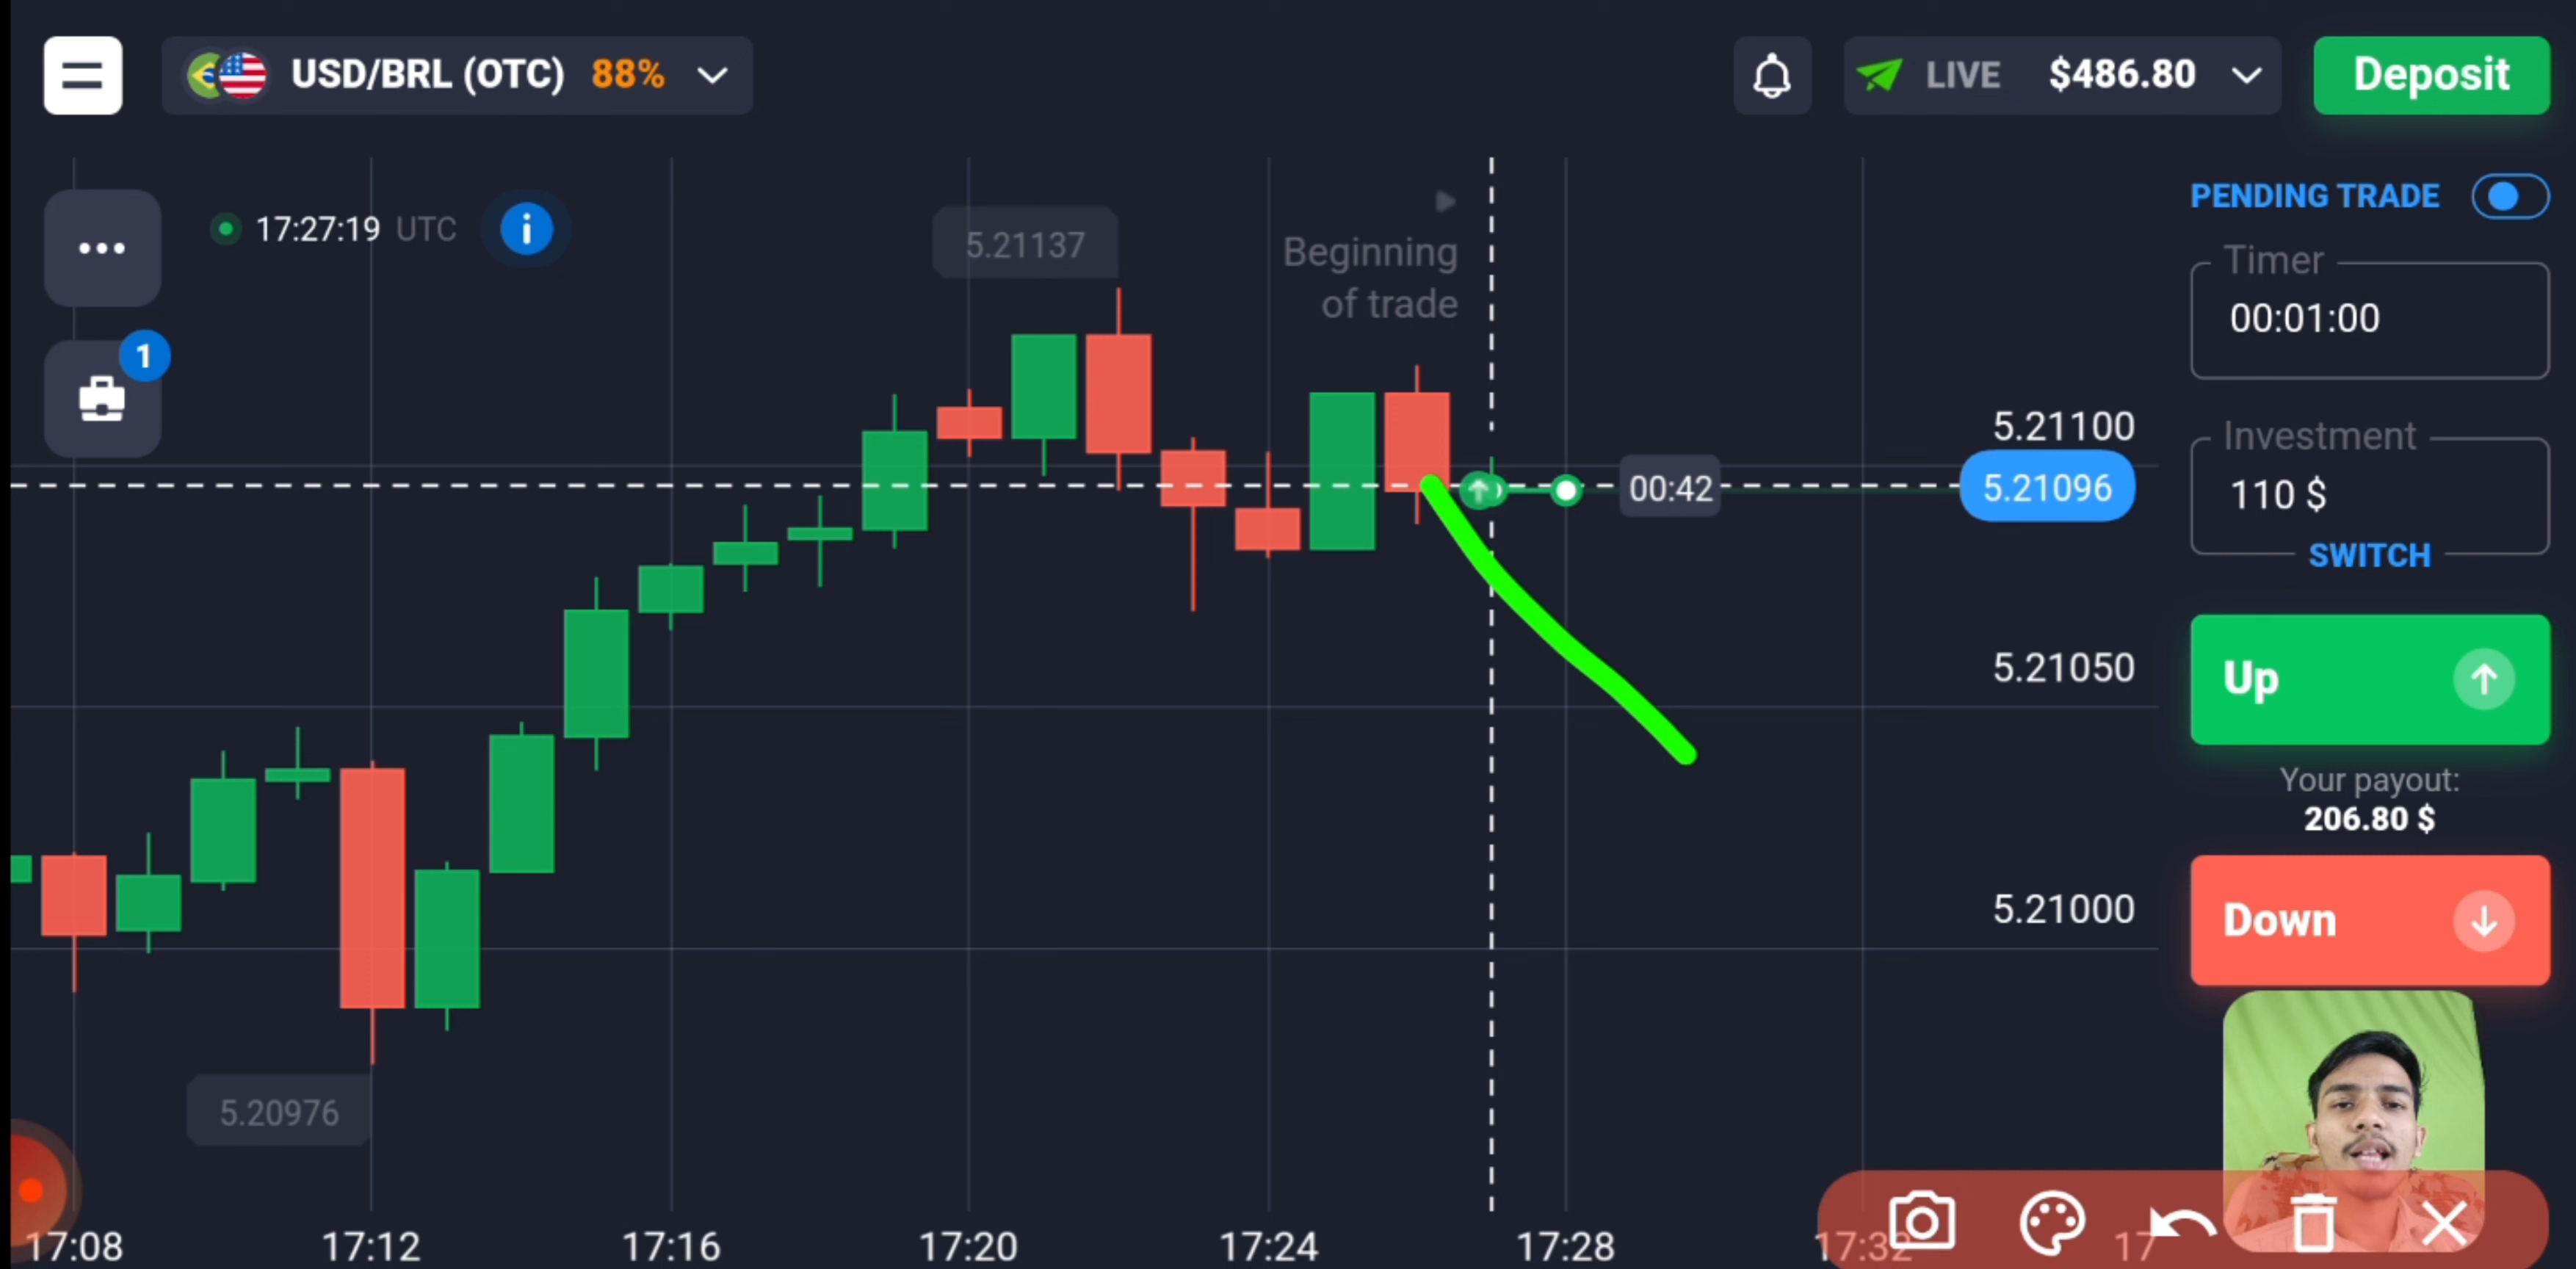 USD/BRL (OTC) 88%
LIVE $486.80
Deposit
17:27:19 UTC
5.21137
Beginning
of trade
PENDING TRADE
Timer
00:01:00
1
5.21100
Investment
110 $
SWITCH
00:42
5.21096
5.21050
Up
Your payout:
206.80 $
5.21000
Down
5.20976
17:08 17:12 17:16 17:20 17:24 17:28 17:32 17